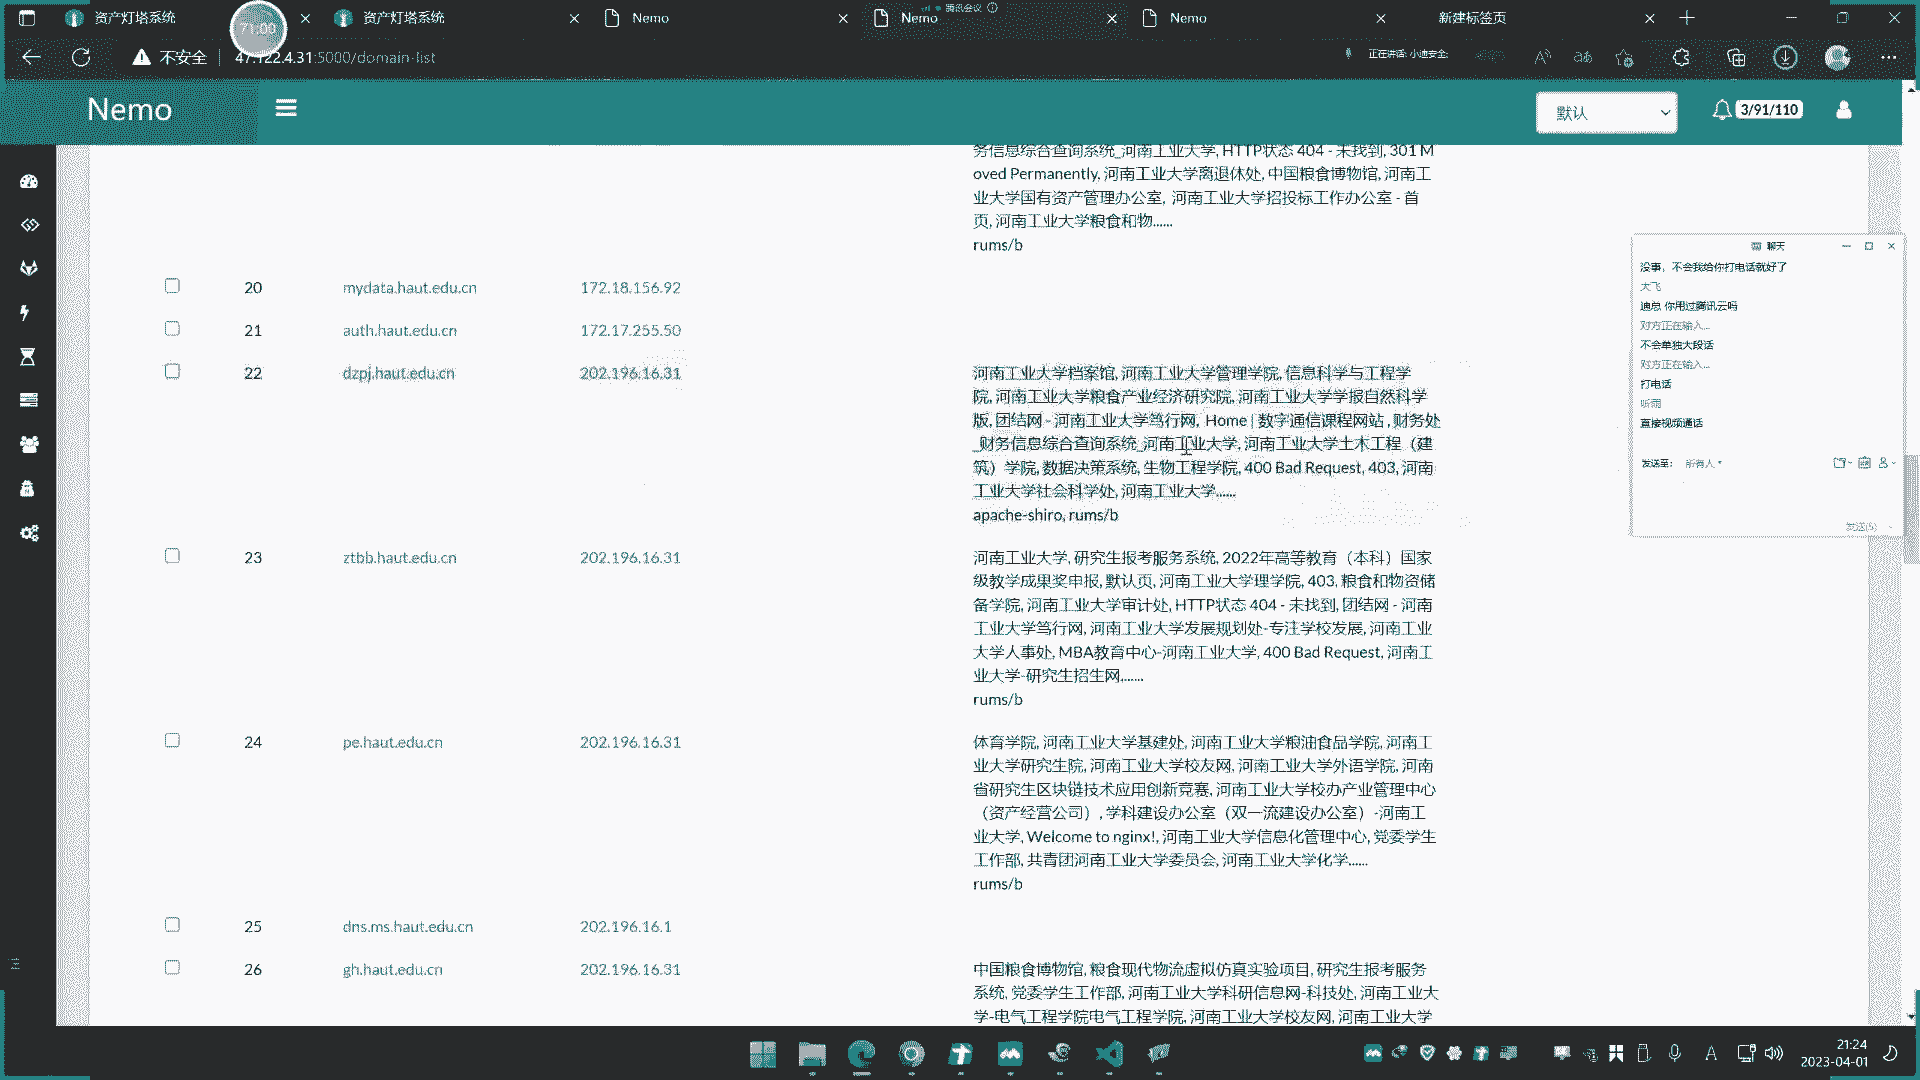 资产灯塔系统
资产灯塔系统
Nemo
Nemo
腾讯会议
Nemo
新建标签页
71:00
不安全
47.122.4.31:5000/domain-list
正在讲话: 小迪安全;
Nemo
默认
3/91/110
务信息综合查询系统_河南工业大学, HTTP状态 404 - 未找到, 301 M
oved Permanently, 河南工业大学离退休处, 中国粮食博物馆, 河南工
业大学国有资产管理办公室, 河南工业大学招投标工作办公室 - 首
页, 河南工业大学粮食和物......
rums/b
20 mydata.haut.edu.cn 172.18.156.92
21 auth.haut.edu.cn 172.17.255.50
22 dzpj.haut.edu.cn 202.196.16.31
河南工业大学档案馆, 河南工业大学管理学院, 信息科学与工程学
院, 河南工业大学粮食产业经济研究院, 河南工业大学学报自然科学
版, 团结网 - 河南工业大学笃行网, Home | 数字通信课程网站, 财务处
_财务信息综合查询系统_河南工业大学, 河南工业大学土木工程（建
筑）学院, 数据决策系统, 生物工程学院, 400 Bad Request, 403, 河南
工业大学社会科学处, 河南工业大学......
apache-shiro, rums/b
23 ztbb.haut.edu.cn 202.196.16.31
河南工业大学, 研究生报考服务系统, 2022年高等教育（本科）国家
级教学成果奖申报, 默认页, 河南工业大学理学院, 403, 粮食和物资储
备学院, 河南工业大学审计处, HTTP状态 404 - 未找到, 团结网 - 河南
工业大学笃行网, 河南工业大学发展规划处-专注学校发展, 河南工业
大学人事处, MBA教育中心-河南工业大学, 400 Bad Request, 河南工
业大学-研究生招生网,......
rums/b
24 pe.haut.edu.cn 202.196.16.31
体育学院, 河南工业大学基建处, 河南工业大学粮油食品学院, 河南工
业大学研究生院, 河南工业大学校友网, 河南工业大学外语学院, 河南
省研究生区块链技术应用创新竞赛, 河南工业大学校办产业管理中心
（资产经营公司）, 学科建设办公室（双一流建设办公室）-河南工
业大学, Welcome to nginx!, 河南工业大学信息化管理中心, 党委学生
工作部, 共青团河南工业大学委员会, 河南工业大学化学......
rums/b
25 dns.ms.haut.edu.cn 202.196.16.1
26 gh.haut.edu.cn 202.196.16.31
中国粮食博物馆, 粮食现代物流虚拟仿真实验项目, 研究生报考服务
系统, 党委学生工作部, 河南工业大学科研信息网-科技处, 河南工业大
学-电气工程学院电气工程学院, 河南工业大学校友网, 河南工业大学
聊天
没事，不会我给你打电话就好了
大飞
迪总 你用过腾讯云吗
对方正在输入...
不会单独大段话
对方正在输入...
打电话
听雨
直接视频通话
发送至: 所有人
发送(S)
A
21:24
2023-04-01